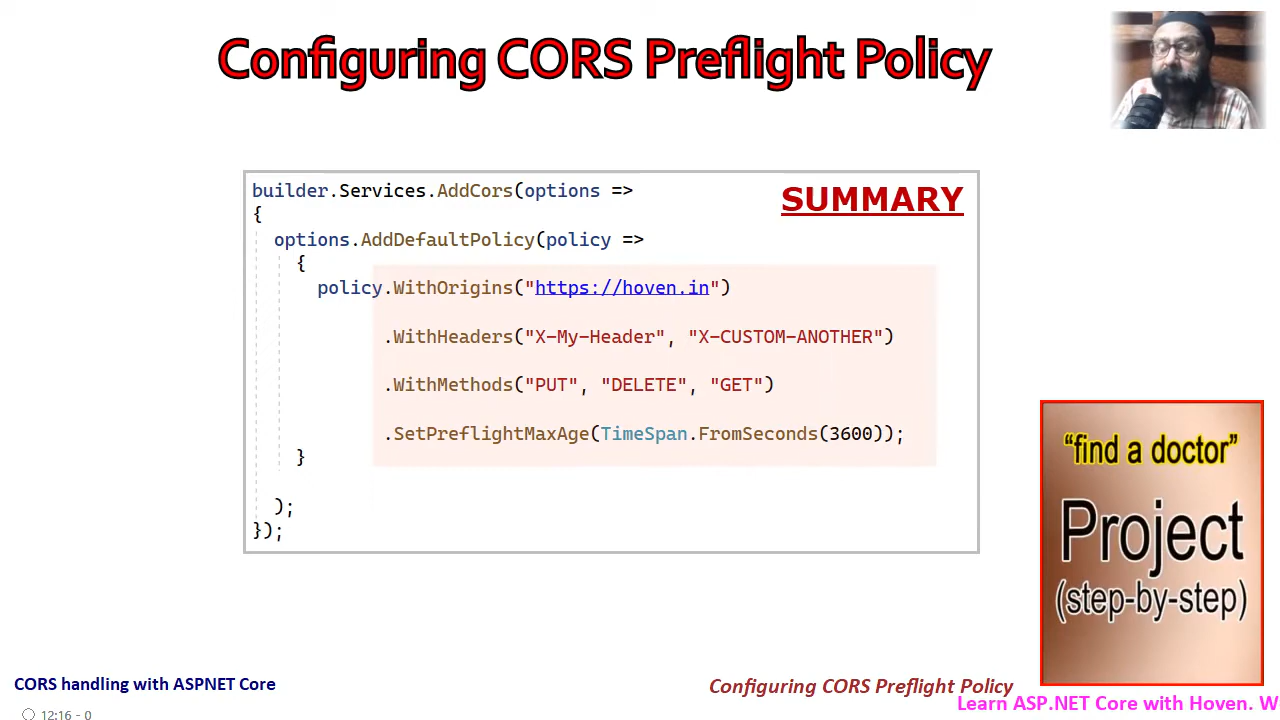 Configuring CORS Preflight Policy
SUMMARY
builder.Services.AddCors(options =>
{
options.AddDefaultPolicy(policy =>
{
policy.WithOrigins("https://hoven.in")
.WithHeaders("X-My-Header", "X-CUSTOM-ANOTHER")
.WithMethods("PUT", "DELETE", "GET")
.SetPreflightMaxAge(TimeSpan.FromSeconds(3600));
}
);
});
“find a doctor”
Project
(step-by-step)
CORS handling with ASPNET Core
Configuring CORS Preflight Policy
Learn ASP.NET Core with Hoven. W
12:16 - 0